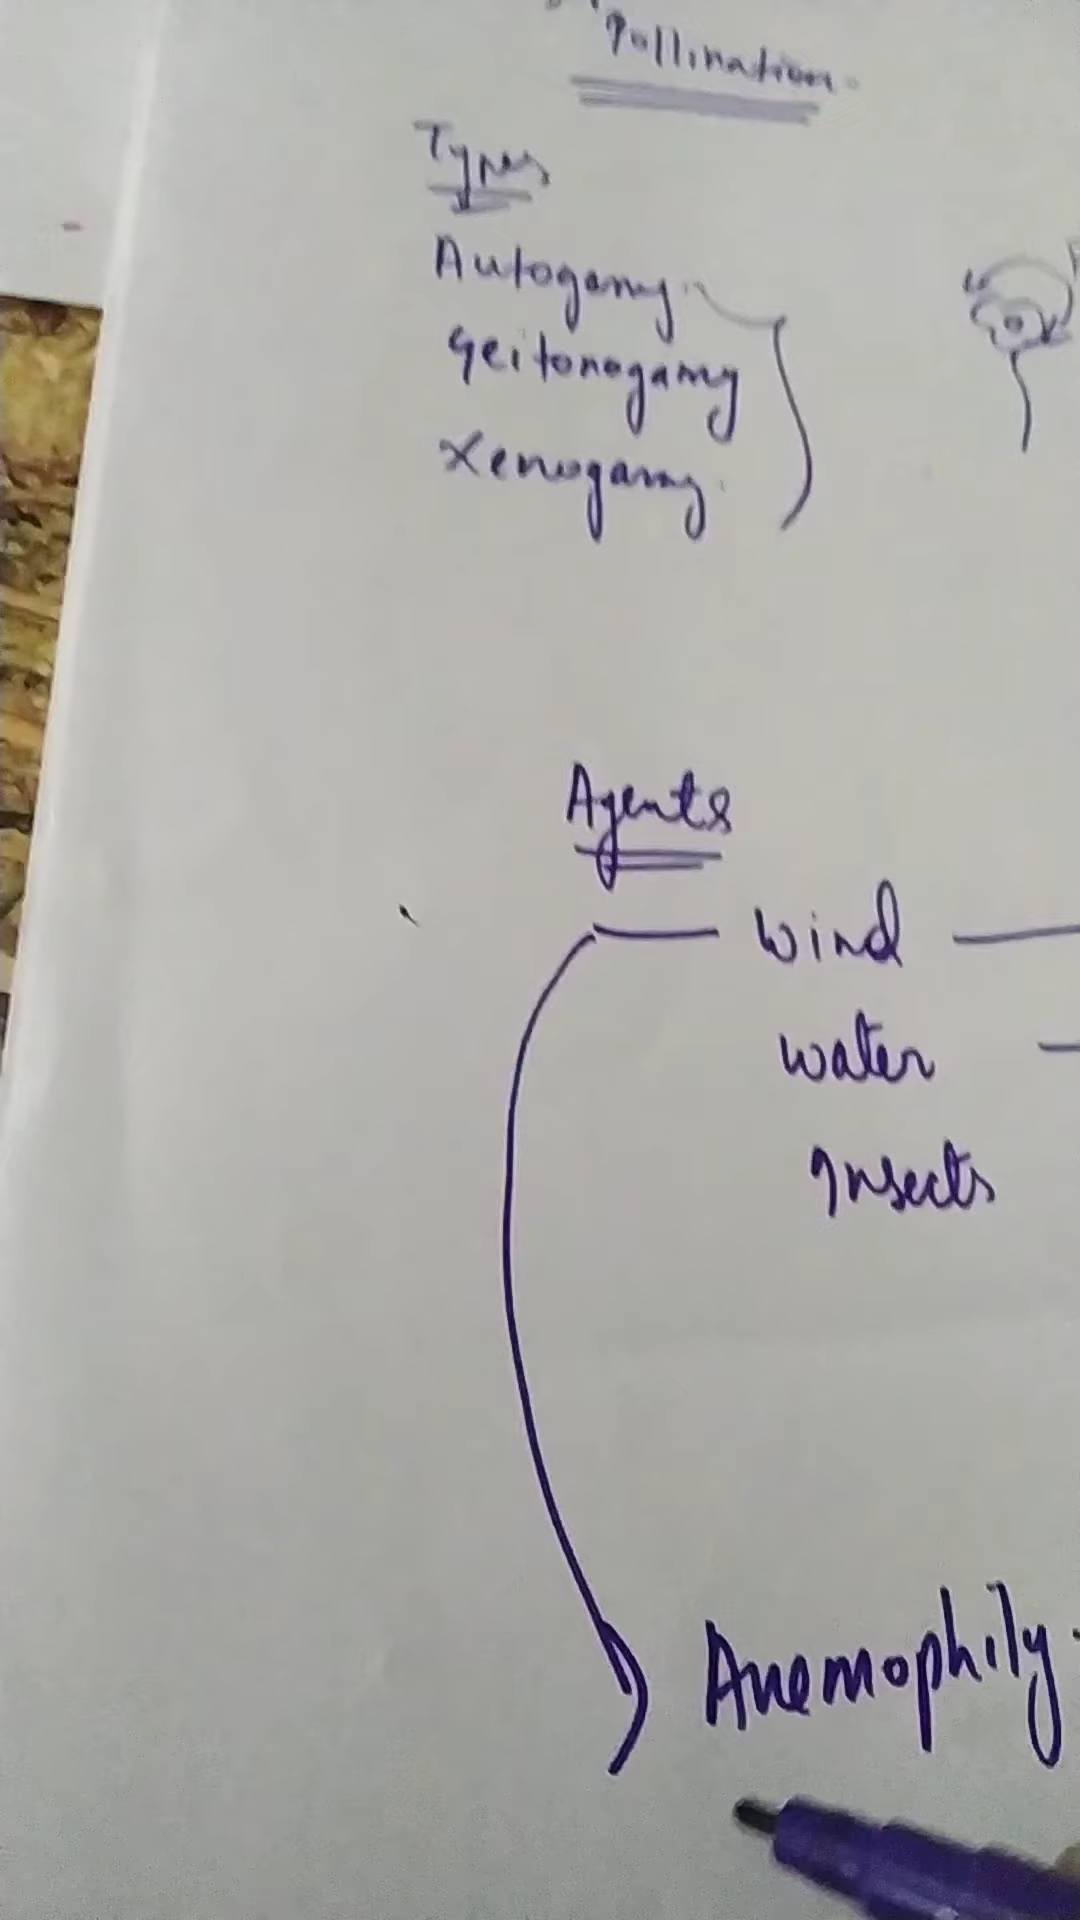 Pollination
Types
Autogamy
Geitonogamy
Xenogamy
Agents
Wind
Water
Insects
Anemophily